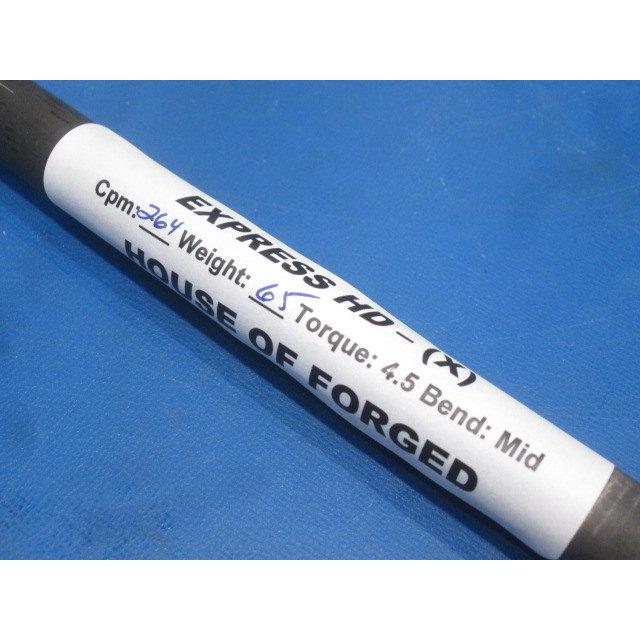 EXPRESS HD - (X)
Cpm: 264 Weight: 65 Torque: 4.5 Bend: Mid
HOUSE OF FORGED